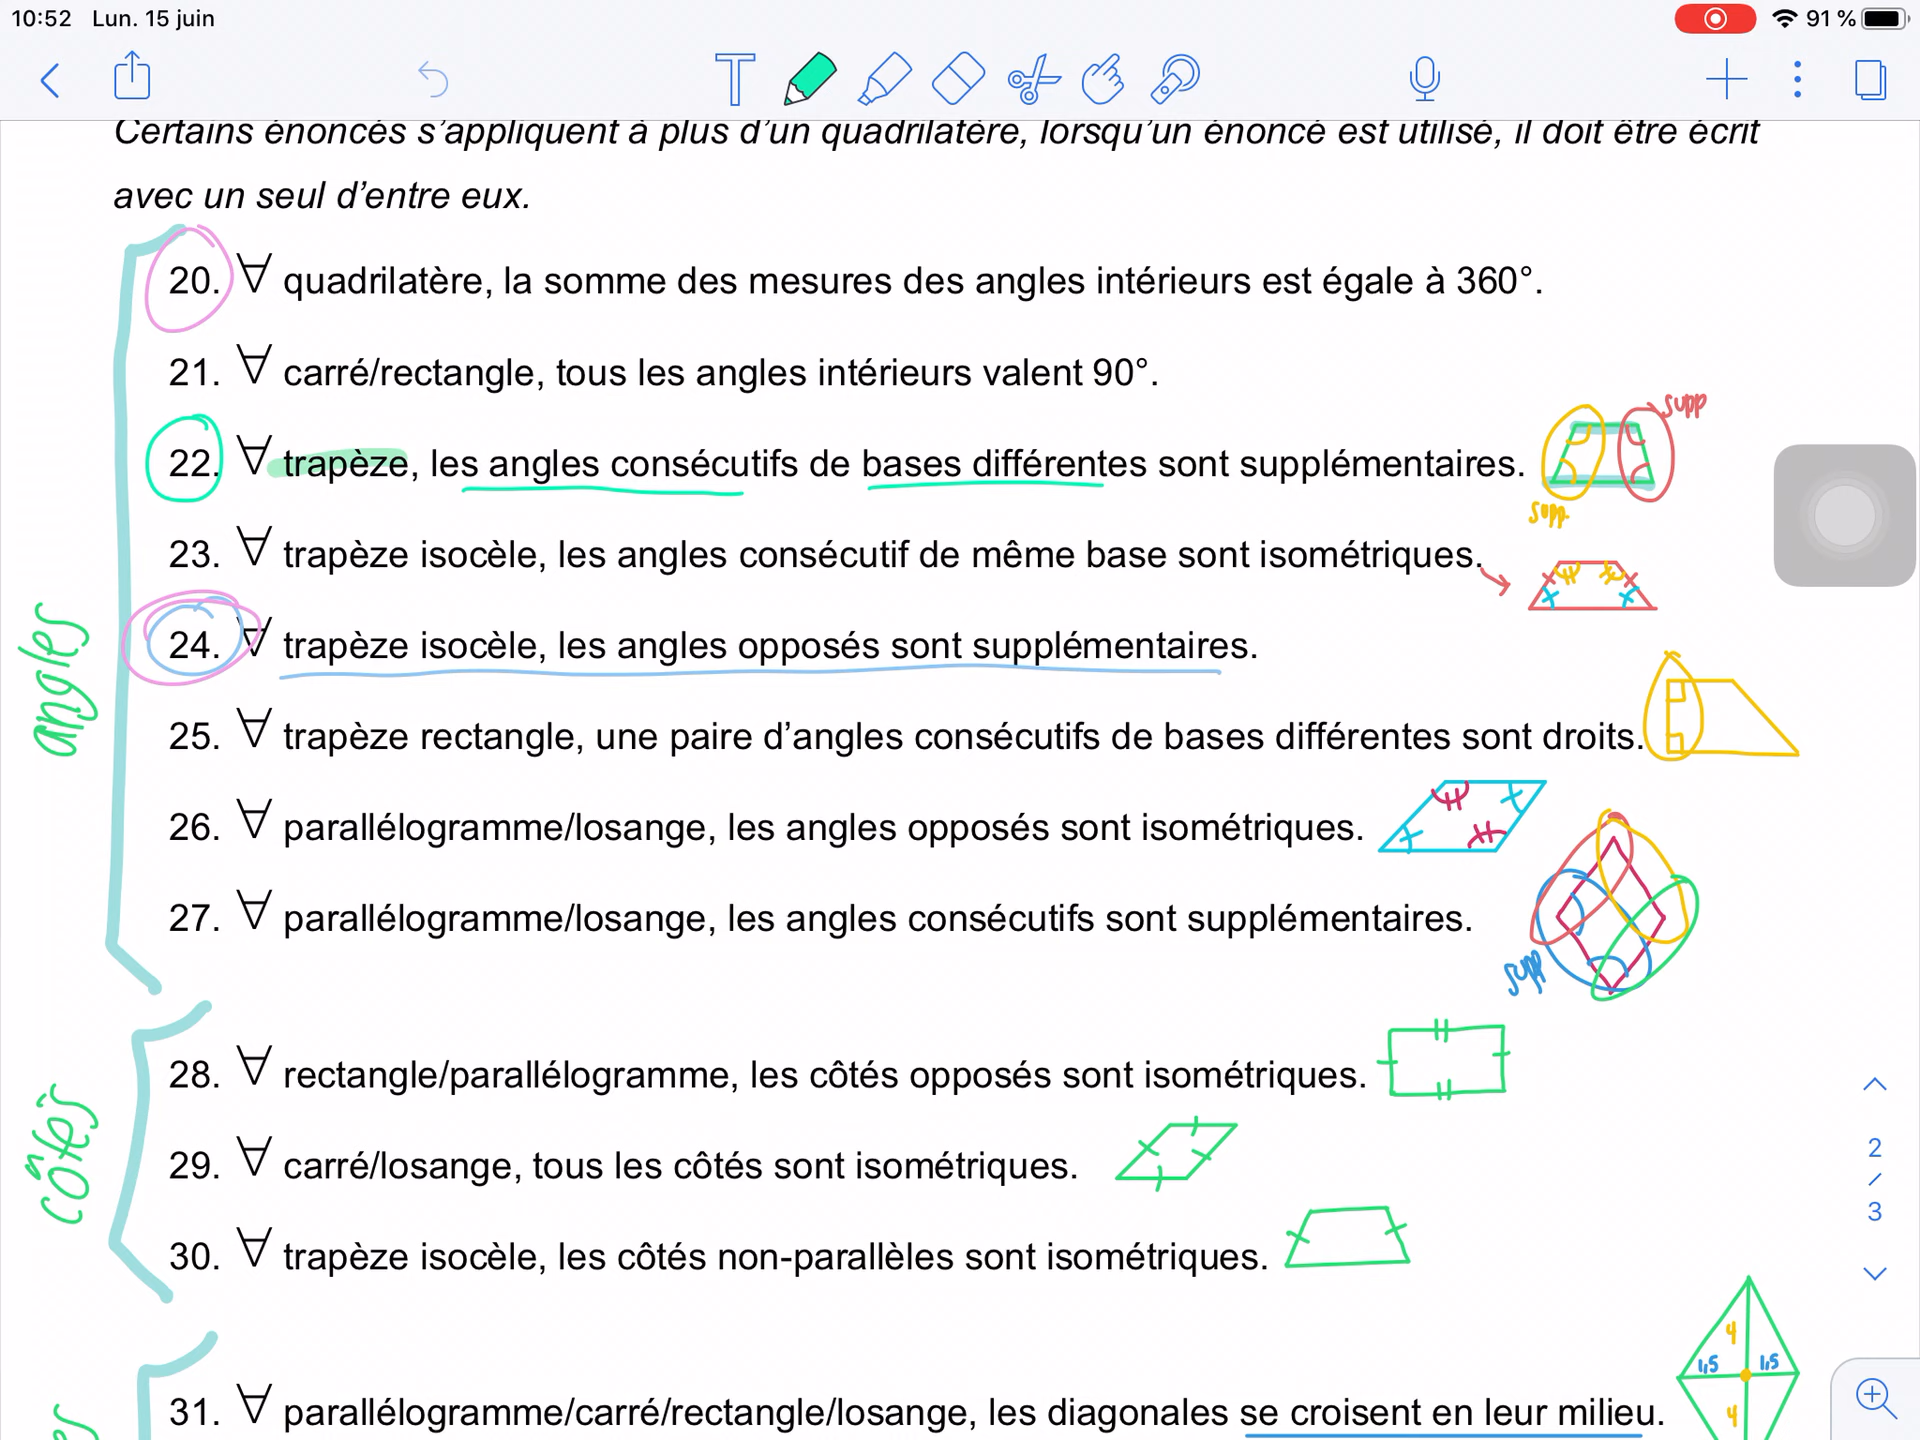 10:52 Lun. 15 juin 91 %
Certains énoncés s'appliquent à plus d'un quadrilatère, lorsqu'un énoncé est utilisé, il doit être écrit
avec un seul d'entre eux.
20. ∀ quadrilatère, la somme des mesures des angles intérieurs est égale à 360°.
21. ∀ carré/rectangle, tous les angles intérieurs valent 90°.
supp
22. ∀ trapèze, les angles consécutifs de bases différentes sont supplémentaires.
supp.
23. ∀ trapèze isocèle, les angles consécutif de même base sont isométriques.
24. ∀ trapèze isocèle, les angles opposés sont supplémentaires.
angles
25. ∀ trapèze rectangle, une paire d'angles consécutifs de bases différentes sont droits.
26. ∀ parallélogramme/losange, les angles opposés sont isométriques.
27. ∀ parallélogramme/losange, les angles consécutifs sont supplémentaires.
supp
28. ∀ rectangle/parallélogramme, les côtés opposés sont isométriques.
côtés
29. ∀ carré/losange, tous les côtés sont isométriques.
2 / 3
30. ∀ trapèze isocèle, les côtés non-parallèles sont isométriques.
4
1,5 1,5
31. ∀ parallélogramme/carré/rectangle/losange, les diagonales se croisent en leur milieu.
4